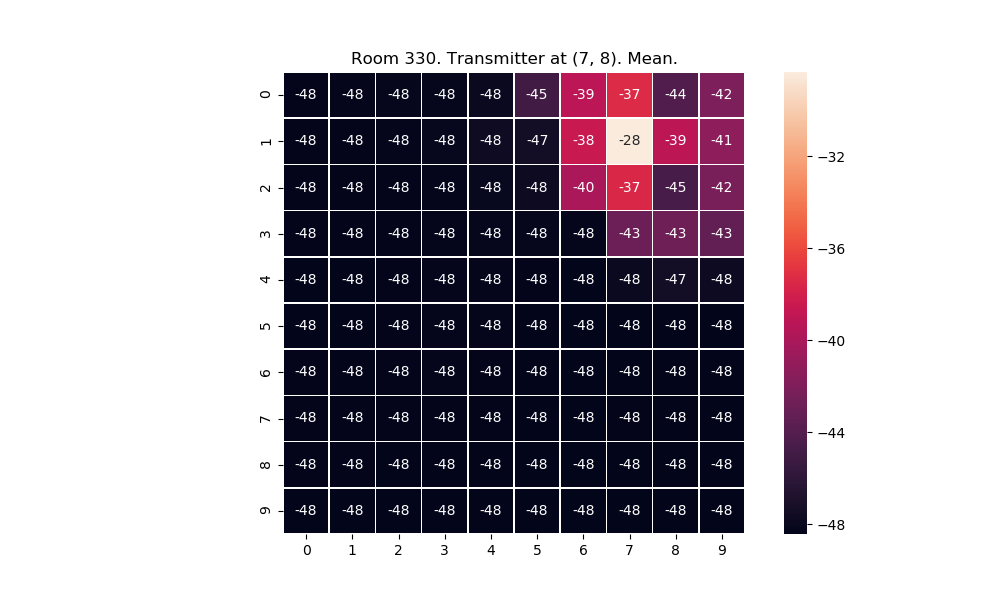 Room 330. Transmitter at (7, 8). Mean.
0 -48 -48 -48 -48 -48 -45 -39 -37 -44 -42
1 -48 -48 -48 -48 -48 -47 -38 -28 -39 -41
2 -48 -48 -48 -48 -48 -48 -40 -37 -45 -42
3 -48 -48 -48 -48 -48 -48 -48 -43 -43 -43
4 -48 -48 -48 -48 -48 -48 -48 -48 -47 -48
5 -48 -48 -48 -48 -48 -48 -48 -48 -48 -48
6 -48 -48 -48 -48 -48 -48 -48 -48 -48 -48
7 -48 -48 -48 -48 -48 -48 -48 -48 -48 -48
8 -48 -48 -48 -48 -48 -48 -48 -48 -48 -48
9 -48 -48 -48 -48 -48 -48 -48 -48 -48 -48
0 1 2 3 4 5 6 7 8 9
−32
−36
−40
−44
−48